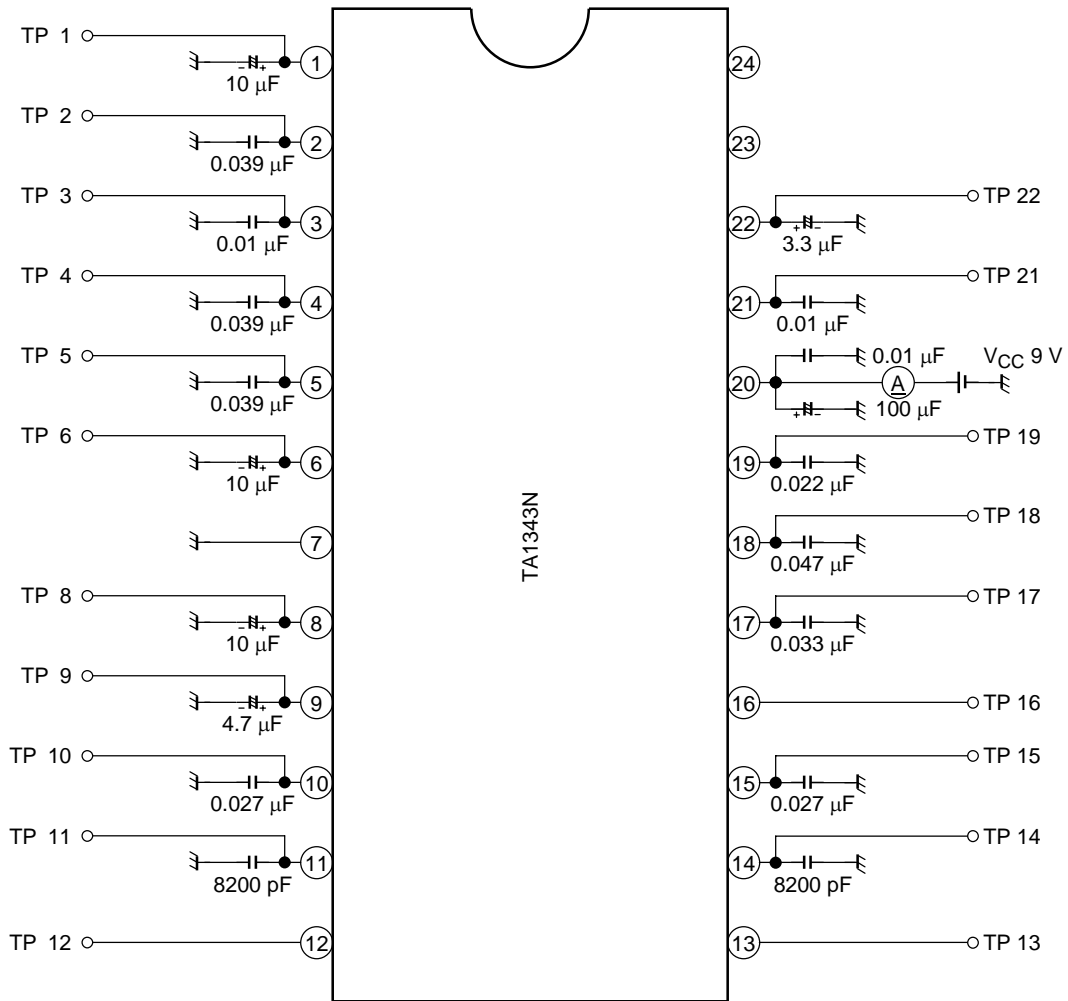 TP 1
10 μF
1
TP 2
0.039 μF
2
TP 3
0.01 μF
3
TP 4
0.039 μF
4
TP 5
0.039 μF
5
TP 6
10 μF
6
7
TP 8
10 μF
8
TP 9
4.7 μF
9
TP 10
0.027 μF
10
TP 11
8200 pF
11
TP 12
12
TA1343N
24
23
22
TP 22
3.3 μF
21
TP 21
0.01 μF
20
0.01 μF
VCC 9 V
A
100 μF
19
TP 19
0.022 μF
18
TP 18
0.047 μF
17
TP 17
0.033 μF
16
TP 16
15
TP 15
0.027 μF
14
TP 14
8200 pF
13
TP 13